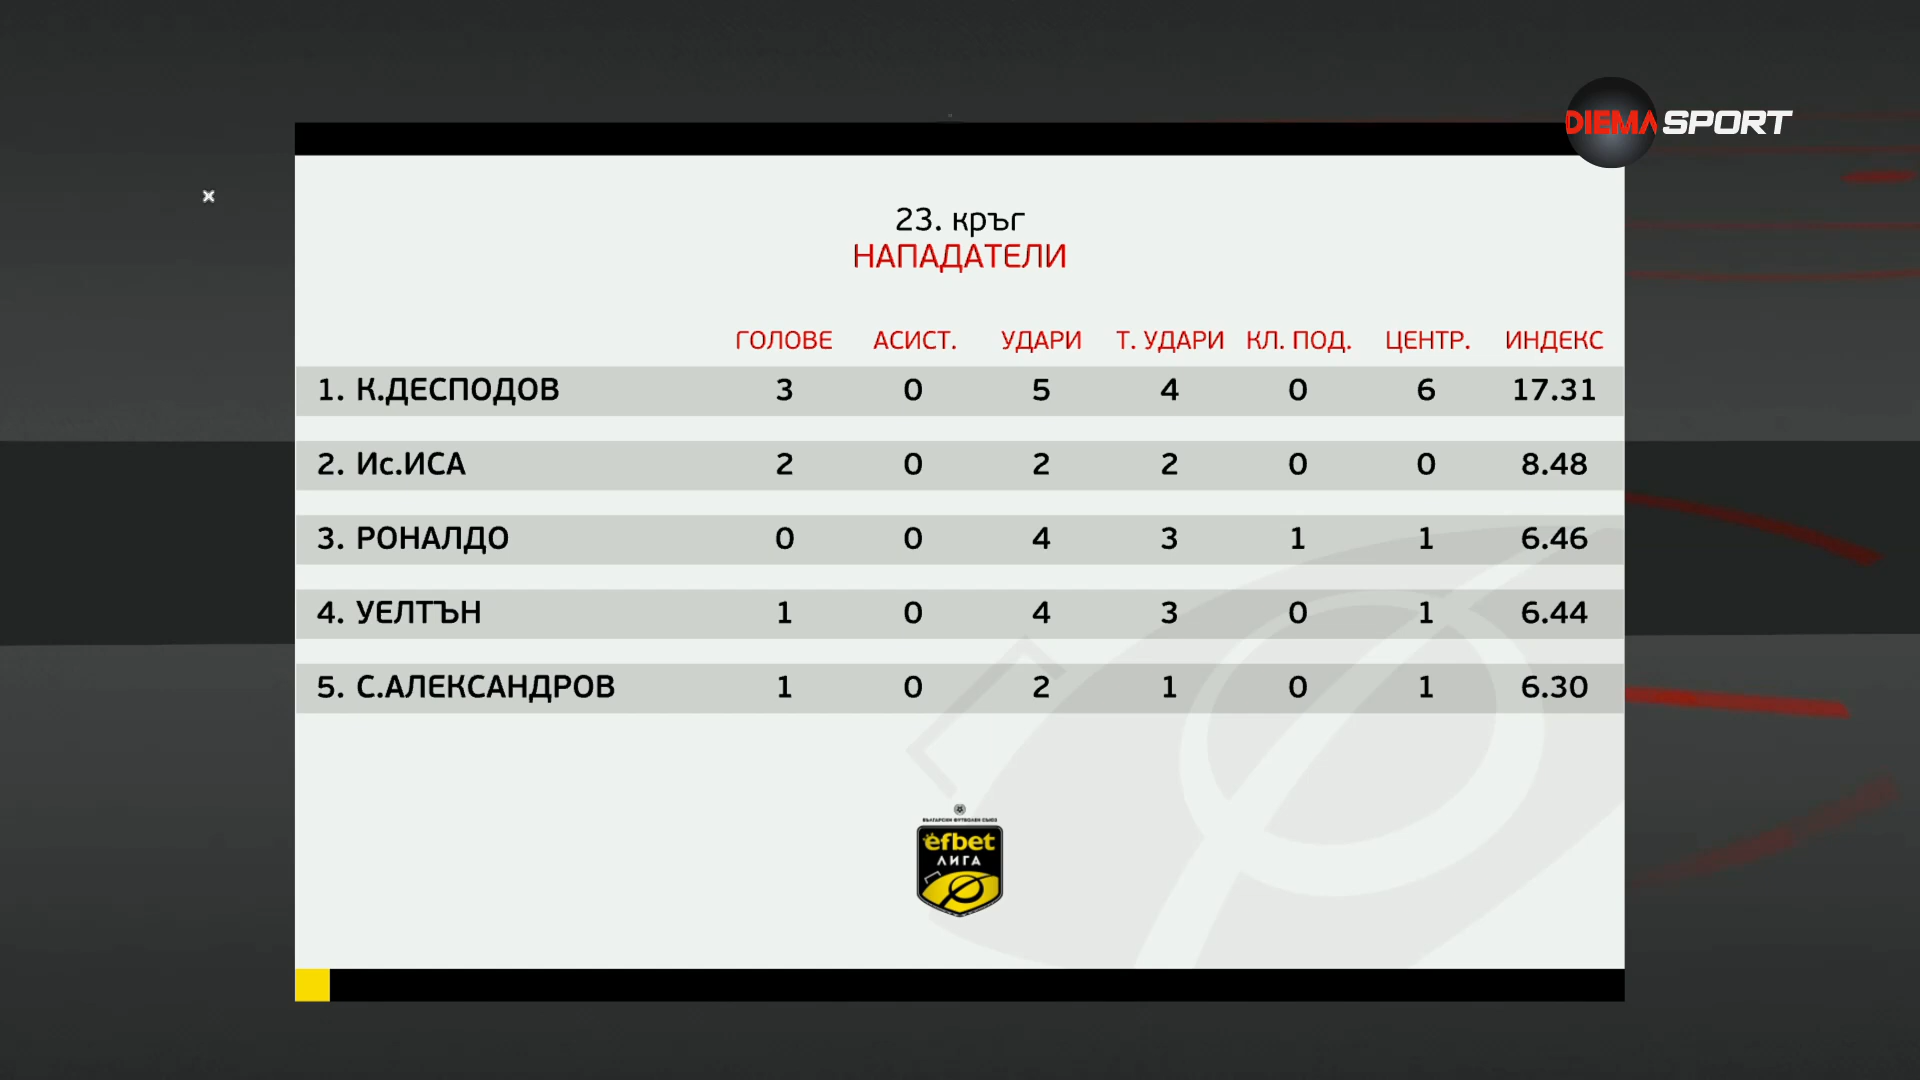 DIEMA SPORT
23. кръг
НАПАДАТЕЛИ
ГОЛОВЕ АСИСТ. УДАРИ Т. УДАРИ КЛ. ПОД. ЦЕНТР. ИНДЕКС
1. К.ДЕСПОДОВ 3 0 5 4 0 6 17.31
2. Ис.ИСА 2 0 2 2 0 0 8.48
3. РОНАЛДО 0 0 4 3 1 1 6.46
4. УЕЛТЪН 1 0 4 3 0 1 6.44
5. С.АЛЕКСАНДРОВ 1 0 2 1 0 1 6.30
БЪЛГАРСКИ ФУТБОЛЕН СЪЮЗ
efbet
ЛИГА